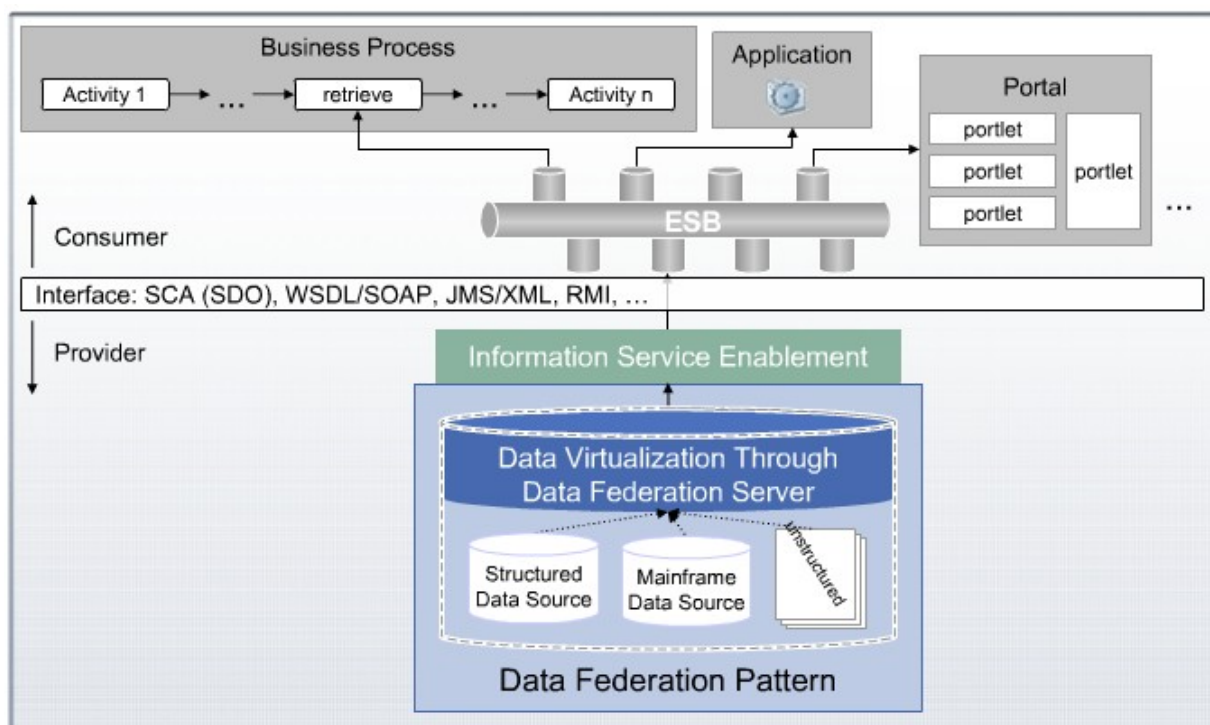 Business Process
Activity 1
...
retrieve
...
Activity n
Application
Portal
portlet
portlet
portlet
portlet
...
ESB
Consumer
Interface: SCA (SDO), WSDL/SOAP, JMS/XML, RMI, ...
Provider
Information Service Enablement
Data Virtualization Through
Data Federation Server
Structured
Data Source
Mainframe
Data Source
unstructured
Data Federation Pattern